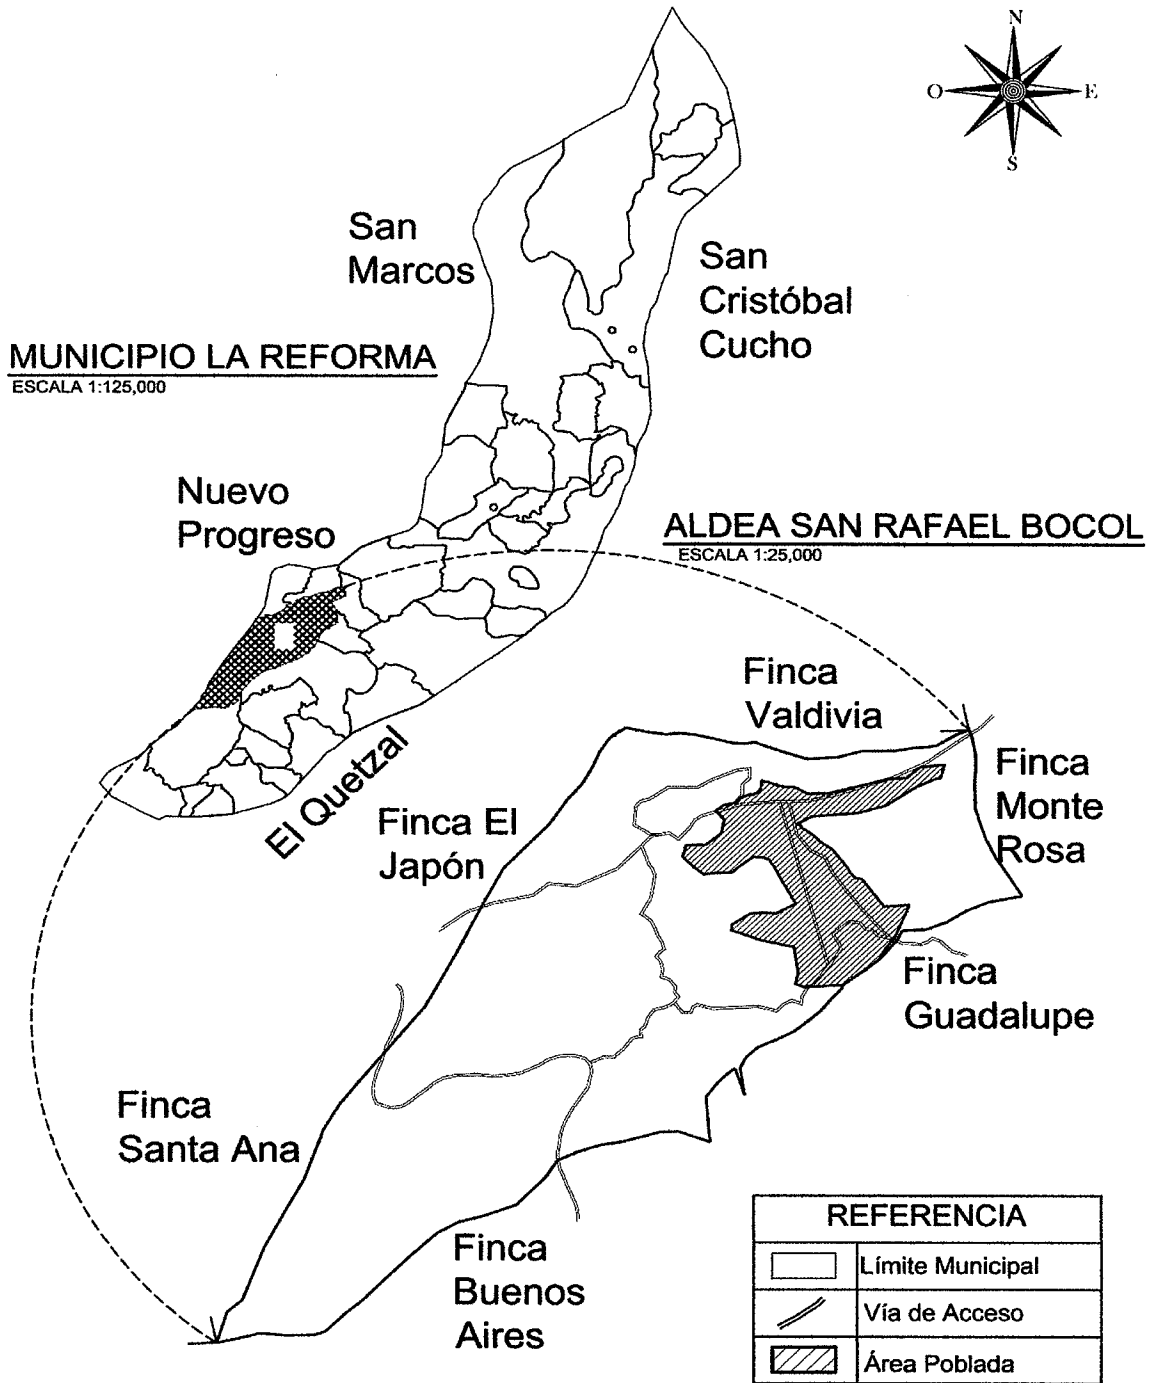 N
O
E
S
San
Marcos
San
Cristóbal
Cucho
MUNICIPIO LA REFORMA
ESCALA 1:125,000
Nuevo
Progreso
ALDEA SAN RAFAEL BOCOL
ESCALA 1:25,000
El Quetzal
Finca
Valdivia
Finca
Monte
Rosa
Finca El
Japón
Finca
Guadalupe
Finca
Santa Ana
Finca
Buenos
Aires
REFERENCIA
Límite Municipal
Vía de Acceso
Área Poblada